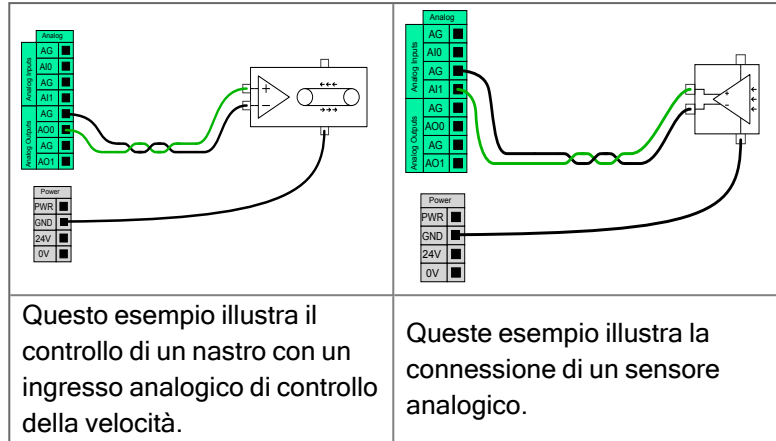 Analog
Analog Inputs
AG
AI0
AG
AI1
Analog Outputs
AG
AO0
AG
AO1
+
−
Power
PWR
GND
24V
0V
Analog
Analog Inputs
AG
AI0
AG
AI1
Analog Outputs
AG
AO0
AG
AO1
+
-
Power
PWR
GND
24V
0V
Questo esempio illustra il
controllo di un nastro con un
ingresso analogico di controllo
della velocità.
Queste esempio illustra la
connessione di un sensore
analogico.